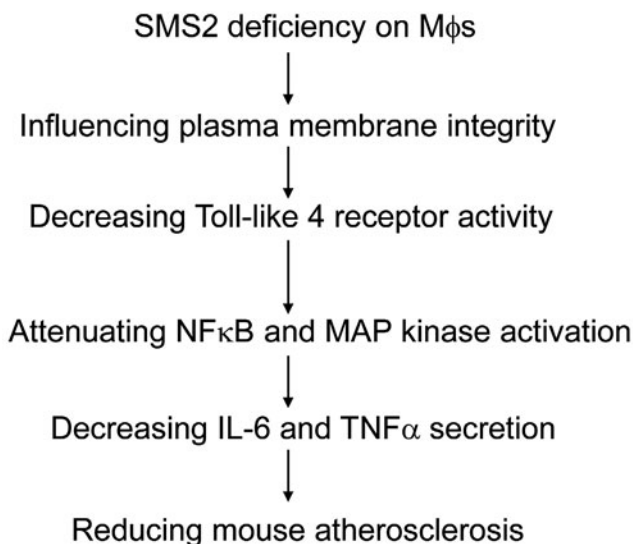 SMS2 deficiency on Mϕs
Influencing plasma membrane integrity
Decreasing Toll-like 4 receptor activity
Attenuating NFκB and MAP kinase activation
Decreasing IL-6 and TNFα secretion
Reducing mouse atherosclerosis